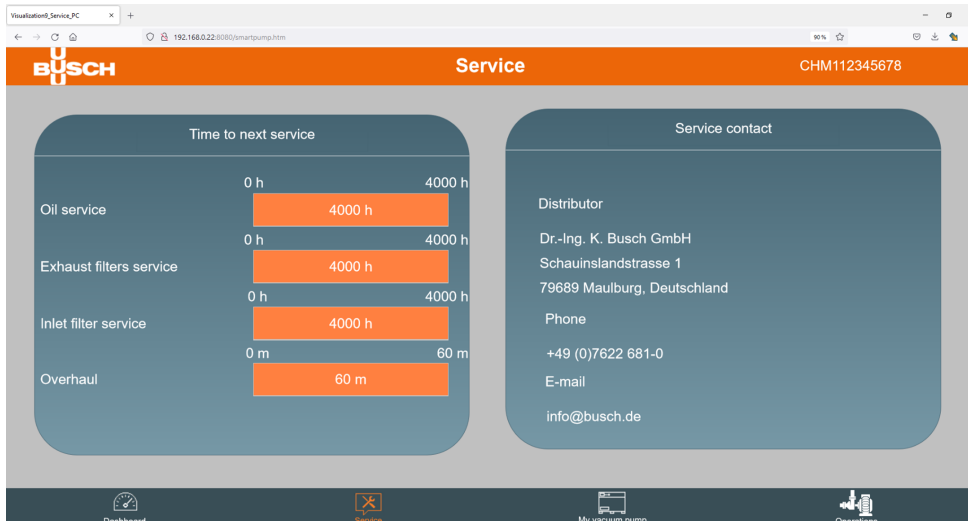 Visualization9_Service_PC
192.168.0.22:8080/smartpump.htm
90%
BUSCH
Service
CHM112345678
Time to next service
0 h 4000 h
Oil service 4000 h
0 h 4000 h
Exhaust filters service 4000 h
0 h 4000 h
Inlet filter service 4000 h
0 m 60 m
Overhaul 60 m
Service contact
Distributor
Dr.-Ing. K. Busch GmbH
Schauinslandstrasse 1
79689 Maulburg, Deutschland
Phone
+49 (0)7622 681-0
E-mail
info@busch.de
Dashboard
Service
My vacuum pump
Operations